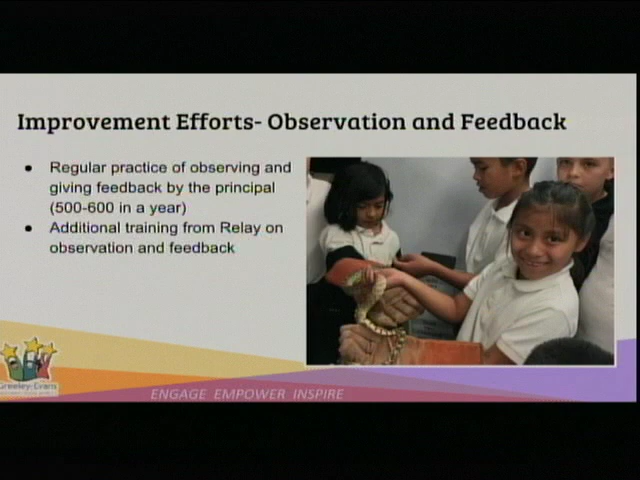 Improvement Efforts- Observation and Feedback
● Regular practice of observing and
giving feedback by the principal
(500-600 in a year)
● Additional training from Relay on
observation and feedback
Greeley-Evans
ENGAGE EMPOWER INSPIRE